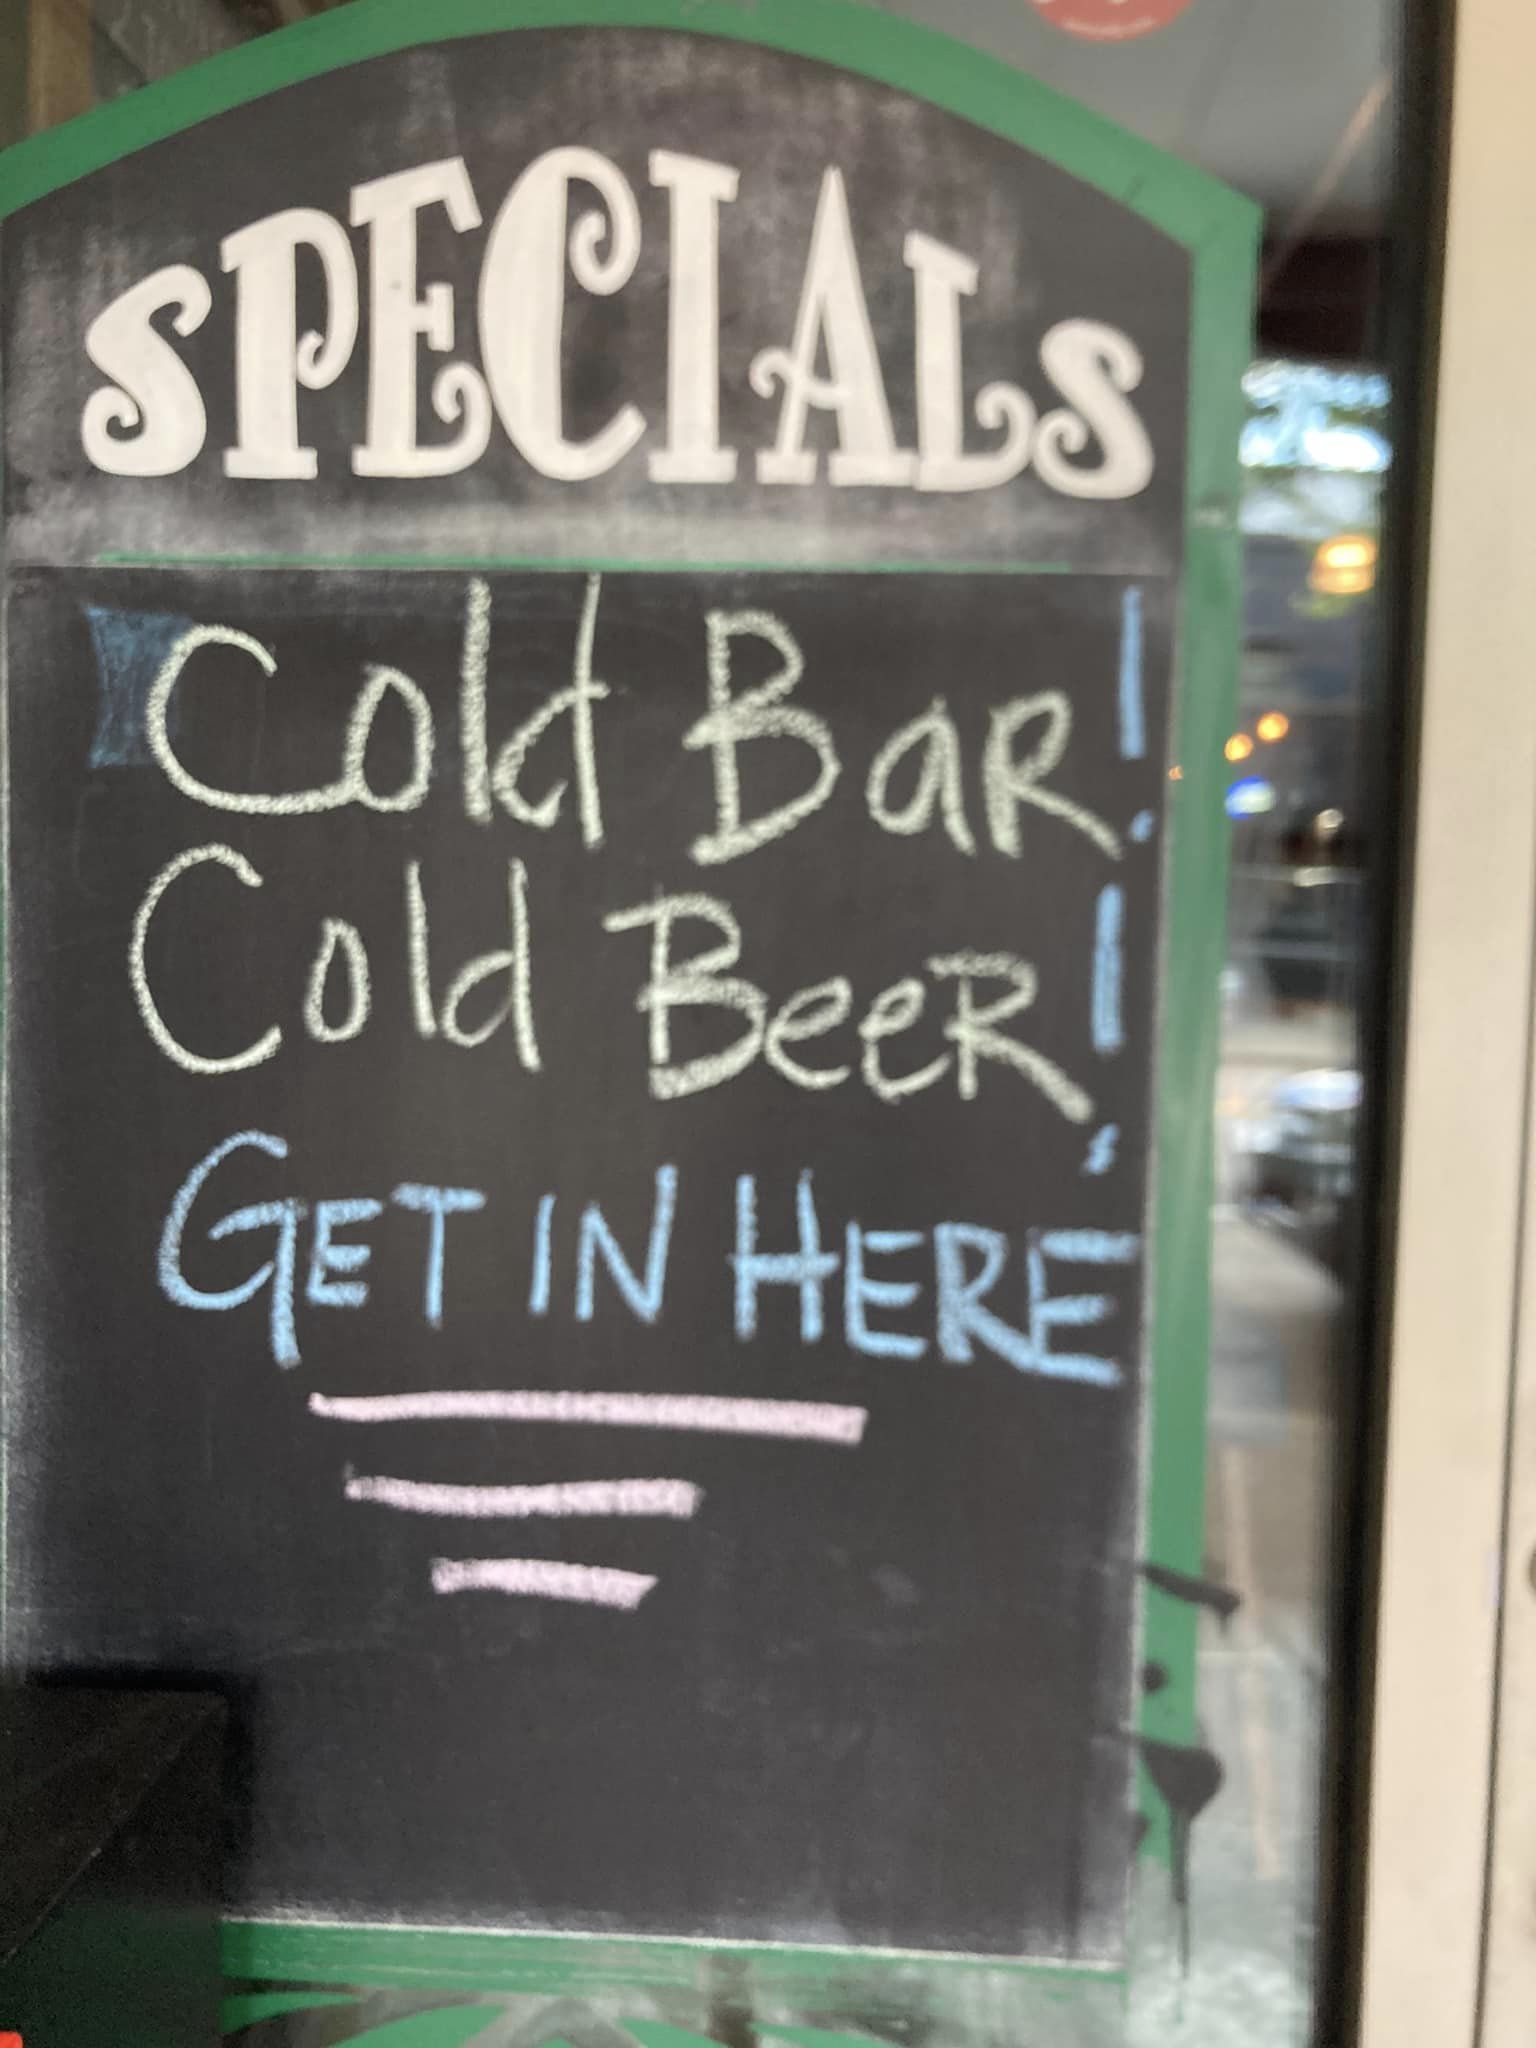 SPECIALS
Cold BaR!
Cold BeeR!
GET IN HERE